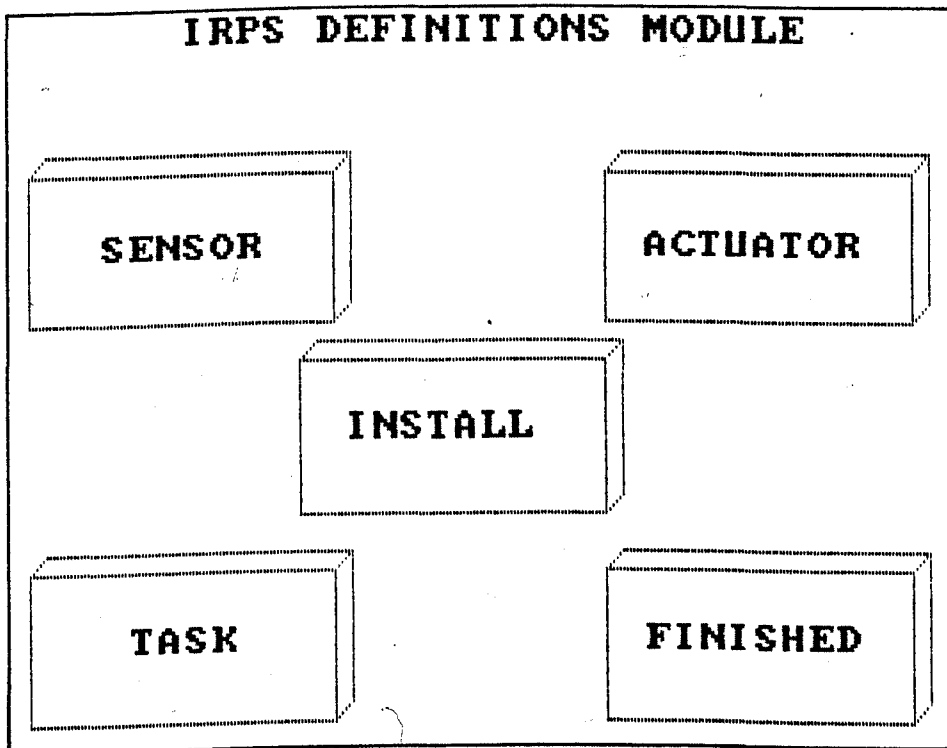 IRPS DEFINITIONS MODULE
SENSOR
ACTUATOR
INSTALL
TASK
FINISHED